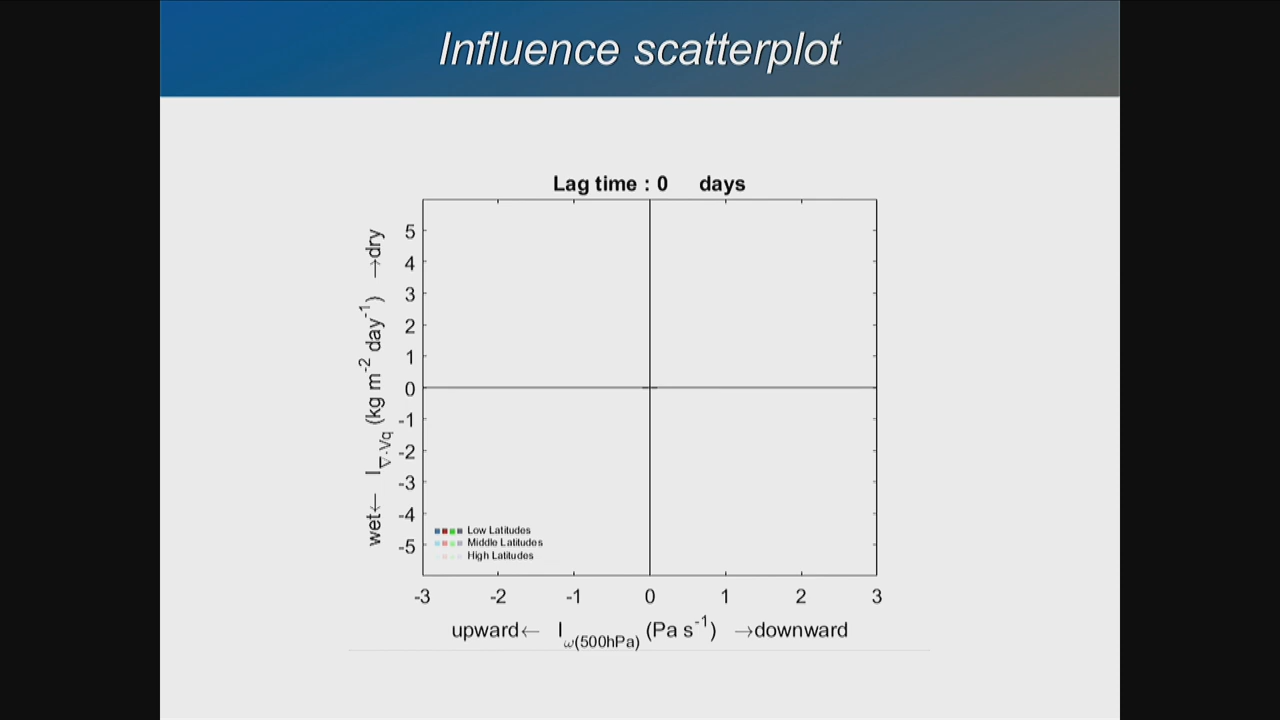 Influence scatterplot
Lag time : 0 days
5
4
3
2
1
0
-1
-2
-3
-4
-5
wet← I∇·Vq (kg m-2 day-1) →dry
Low Latitudes
Middle Latitudes
High Latitudes
-3 -2 -1 0 1 2 3
upward← Iω(500hPa) (Pa s-1) →downward